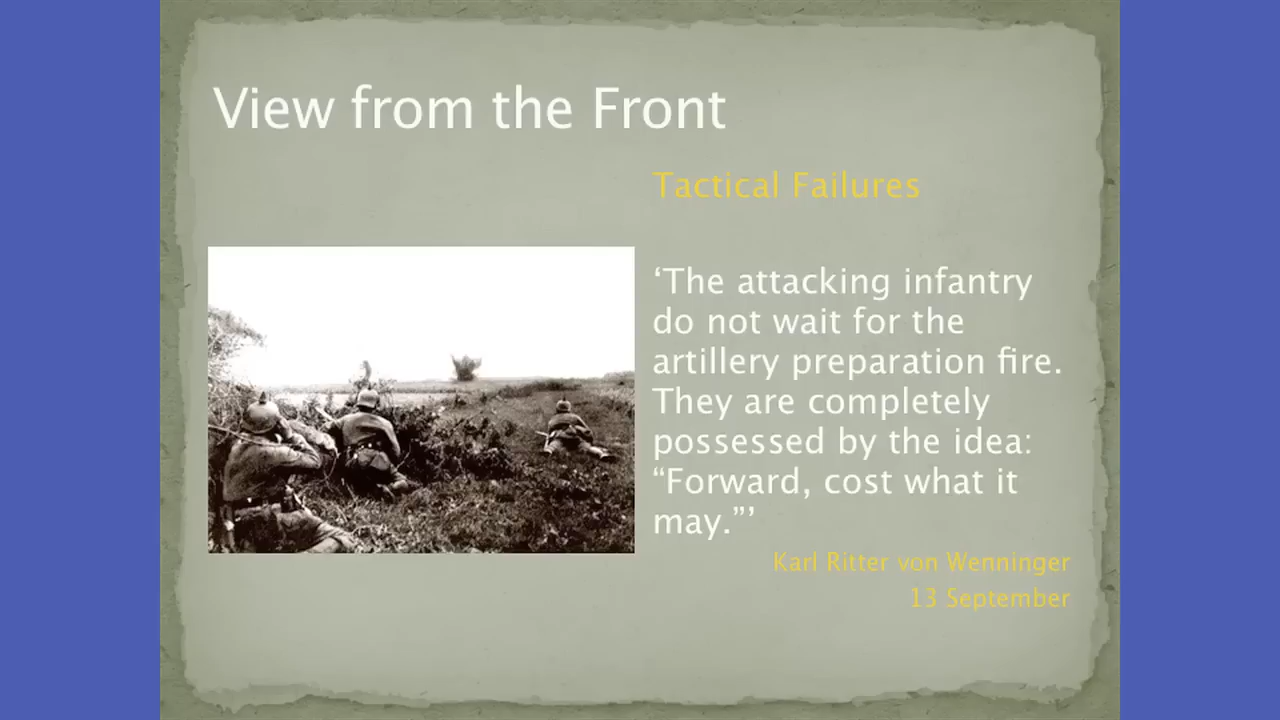 View from the Front
Tactical Failures
‘The attacking infantry
do not wait for the
artillery preparation fire.
They are completely
possessed by the idea:
“Forward, cost what it
may.”’
Karl Ritter von Wenninger
13 September